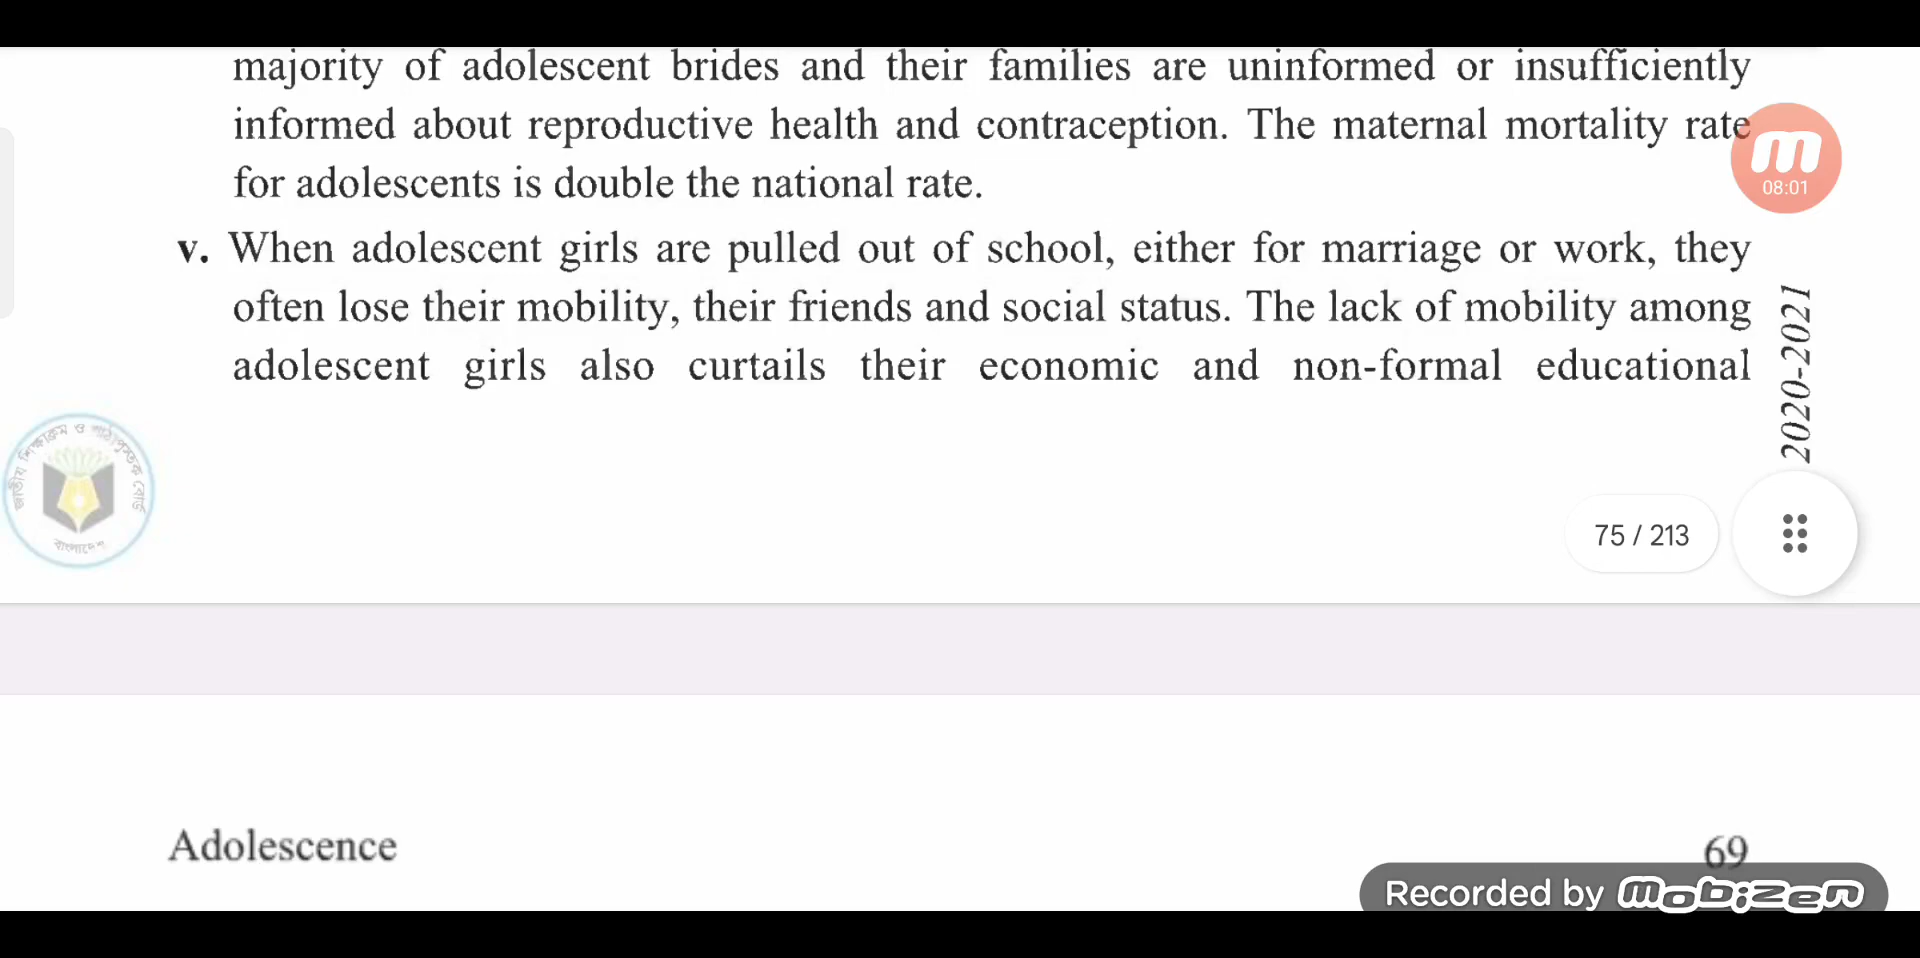 majority of adolescent brides and their families are uninformed or insufficiently
informed about reproductive health and contraception. The maternal mortality rate
for adolescents is double the national rate.
08:01
v. When adolescent girls are pulled out of school, either for marriage or work, they
often lose their mobility, their friends and social status. The lack of mobility among
adolescent girls also curtails their economic and non-formal educational
2020-2021
জাতীয় শিক্ষাক্রম ও পাঠ্যপুস্তক বোর্ড
বাংলাদেশ
75 / 213
Adolescence
69
Recorded by mobizen